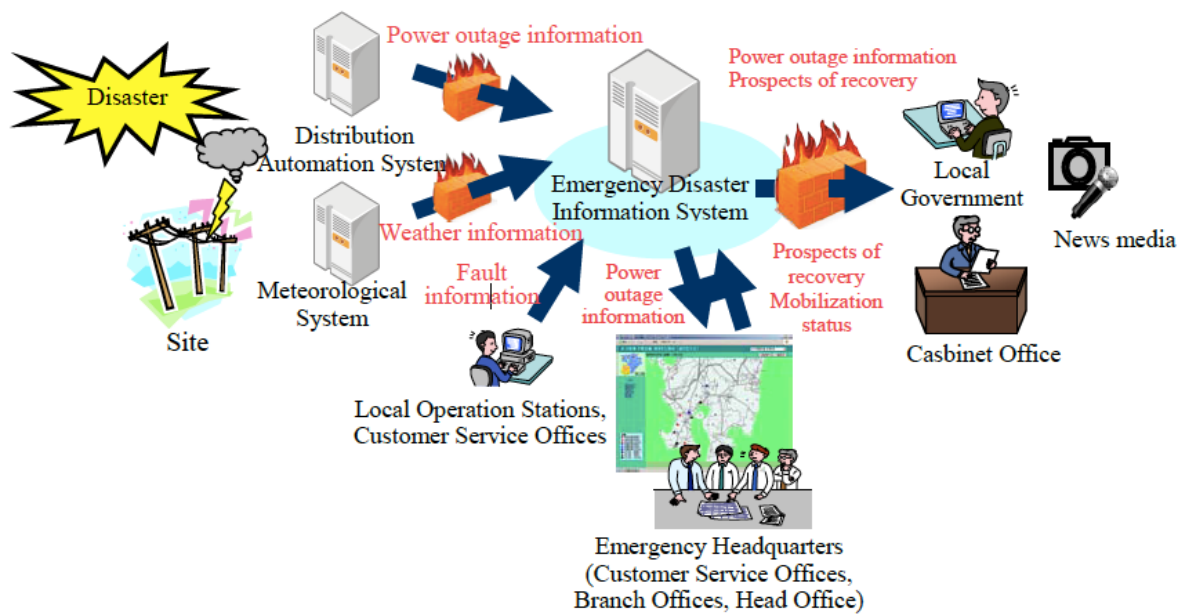 Disaster
Power outage information
Power outage information
Prospects of recovery
Distribution
Automation System
Emergency Disaster
Information System
Local
Government
News media
Weather information
Meteorological
System
Site
Fault
information
Power
outage
information
Prospects of
recovery
Mobilization
status
Casbinet Office
Local Operation Stations,
Customer Service Offices
Emergency Headquarters
(Customer Service Offices,
Branch Offices, Head Office)